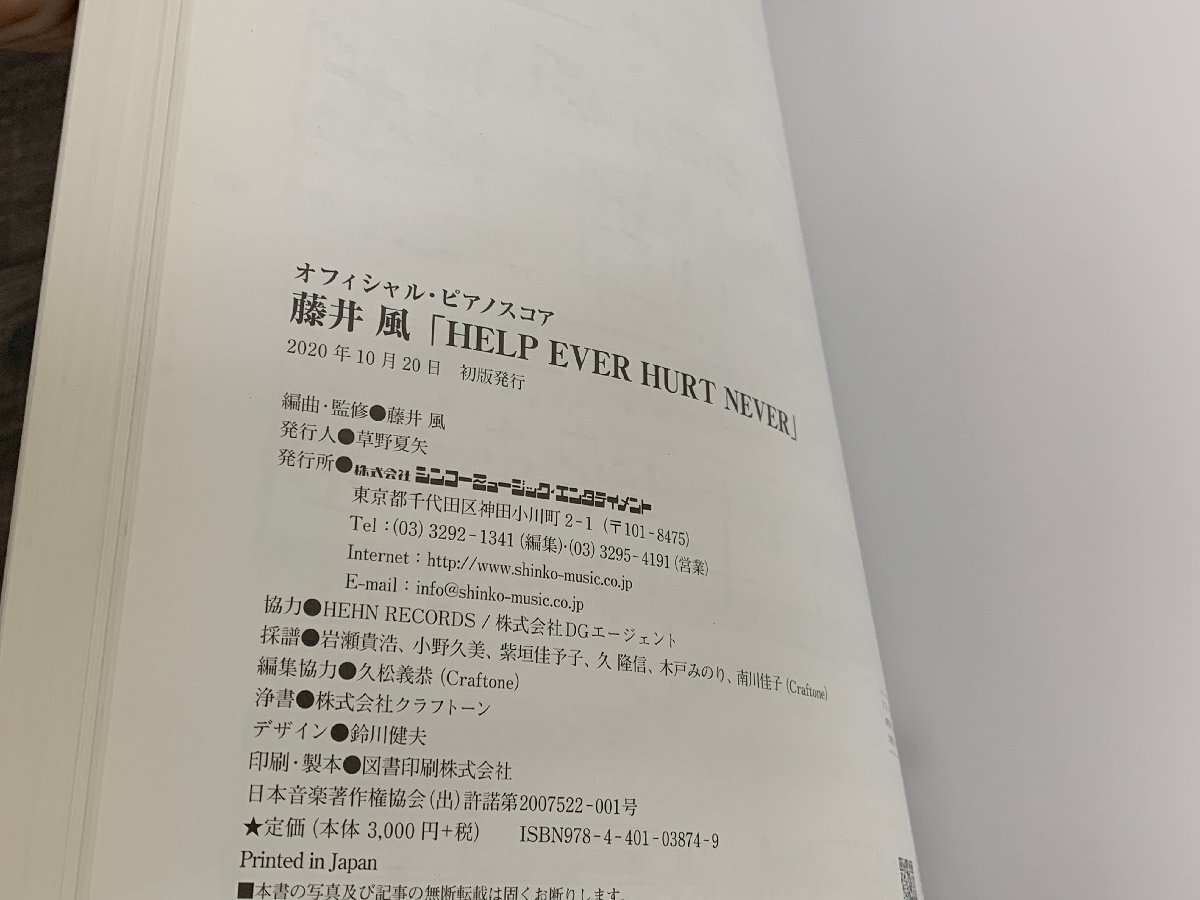 オフィシャル・ピアノスコア
藤井 風「HELP EVER HURT NEVER」
2020年10月20日 初版発行
編曲・監修●藤井 風
発行人●草野夏矢
発行所●株式会社 シンコーミュージック・エンタテイメント
東京都千代田区神田小川町2-1（〒101-8475）
Tel：(03) 3292-1341（編集）・(03) 3295-4191（営業）
Internet：http://www.shinko-music.co.jp
E-mail：info@shinko-music.co.jp
協力●HEHN RECORDS / 株式会社DGエージェント
採譜●岩瀬貴浩、小野久美、紫垣佳予子、久 隆信、木戸みのり、南川佳子 (Craftone)
編集協力●久松義恭 (Craftone)
浄書●株式会社クラフトーン
デザイン●鈴川健夫
印刷・製本●図書印刷株式会社
日本音楽著作権協会（出）許諾第2007522-001号
★定価（本体 3,000円+税） ISBN978-4-401-03874-9
Printed in Japan
■本書の写真及び記事の無断転載は固くお断りします。